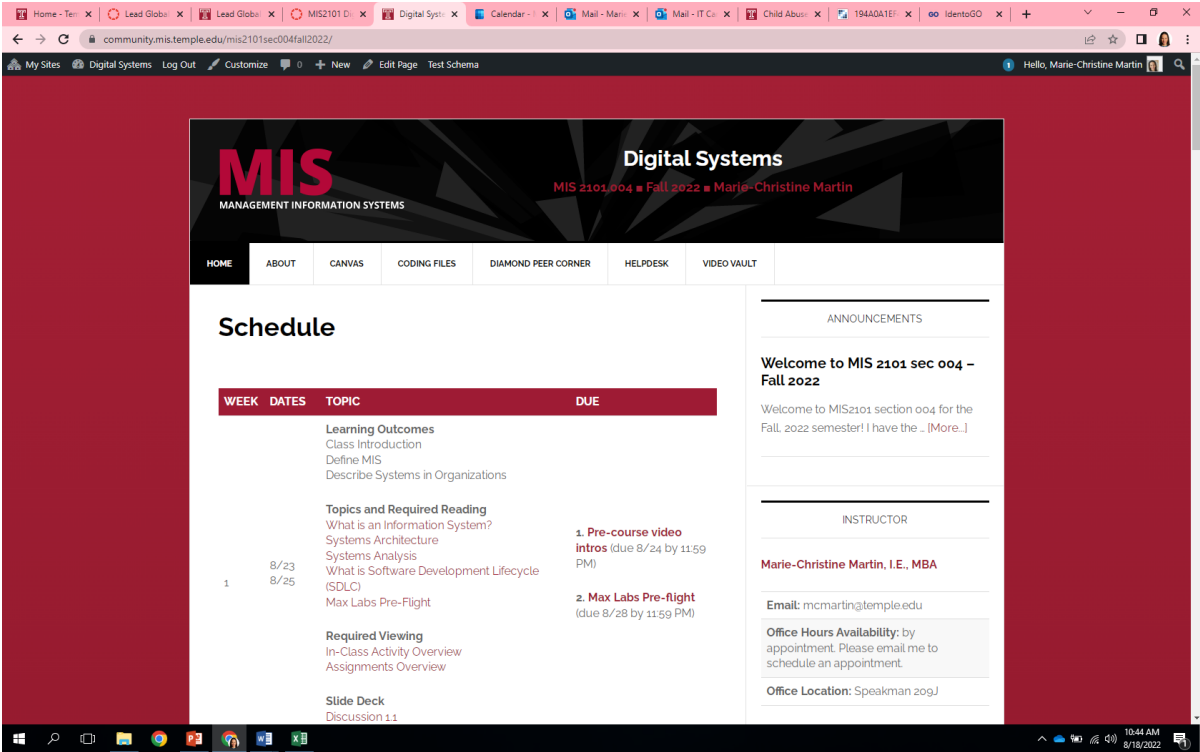 Home - Tem
Lead Global
Lead Global
MIS2101 Di
Digital Syste
Calendar -
Mail - Marie
Mail - IT Ca
Child Abuse
194A0A1EF
IdentoGO
community.mis.temple.edu/mis2101sec004fall2022/
My Sites Digital Systems Log Out Customize 0 New Edit Page Test Schema
1 Hello, Marie-Christine Martin
MIS
MANAGEMENT INFORMATION SYSTEMS
Digital Systems
MIS 2101.004 ■ Fall 2022 ■ Marie-Christine Martin
HOME ABOUT CANVAS CODING FILES DIAMOND PEER CORNER HELPDESK VIDEO VAULT
Schedule
WEEK DATES TOPIC DUE
1
8/23
8/25
Learning Outcomes
Class Introduction
Define MIS
Describe Systems in Organizations
Topics and Required Reading
What is an Information System?
Systems Architecture
Systems Analysis
What is Software Development Lifecycle
(SDLC)
Max Labs Pre-Flight
Required Viewing
In-Class Activity Overview
Assignments Overview
Slide Deck
Discussion 1.1
1. Pre-course video
intros (due 8/24 by 11:59
PM)
2. Max Labs Pre-flight
(due 8/28 by 11:59 PM)
ANNOUNCEMENTS
Welcome to MIS 2101 sec 004 –
Fall 2022
Welcome to MIS2101 section 004 for the
Fall, 2022 semester! I have the … [More...]
INSTRUCTOR
Marie-Christine Martin, I.E., MBA
Email: mcmartin@temple.edu
Office Hours Availability: by
appointment. Please email me to
schedule an appointment.
Office Location: Speakman 209J
10:44 AM
8/18/2022